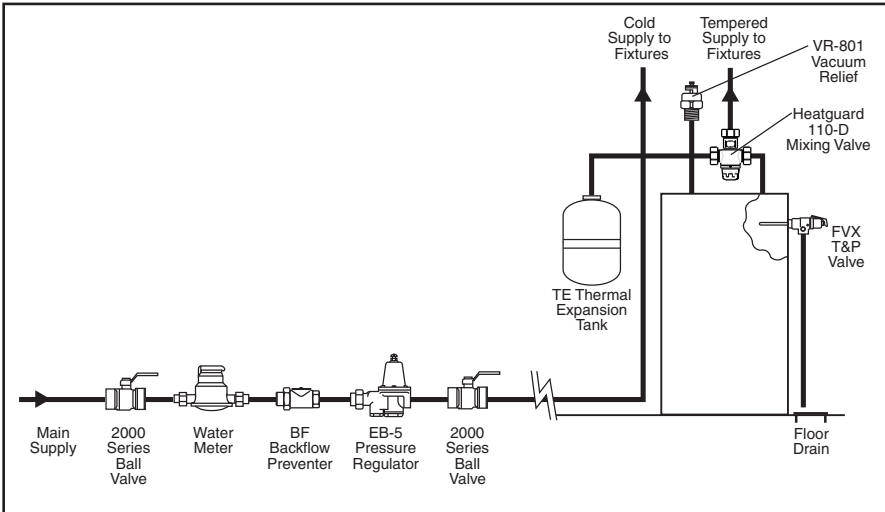 Cold
Supply to
Fixtures
Tempered
Supply to
Fixtures
VR-801
Vacuum
Relief
Heatguard
110-D
Mixing Valve
FVX
T&P
Valve
TE Thermal
Expansion
Tank
Main
Supply
2000
Series
Ball
Valve
Water
Meter
BF
Backflow
Preventer
EB-5
Pressure
Regulator
2000
Series
Ball
Valve
Floor
Drain